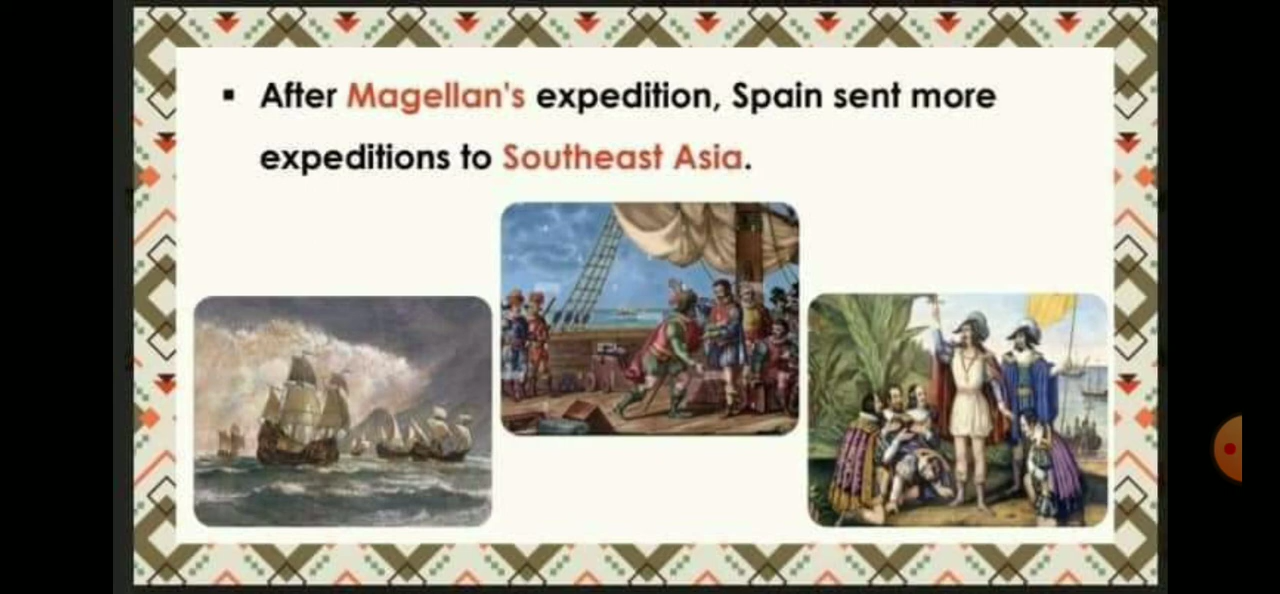 ▪ After Magellan's expedition, Spain sent more
expeditions to Southeast Asia.